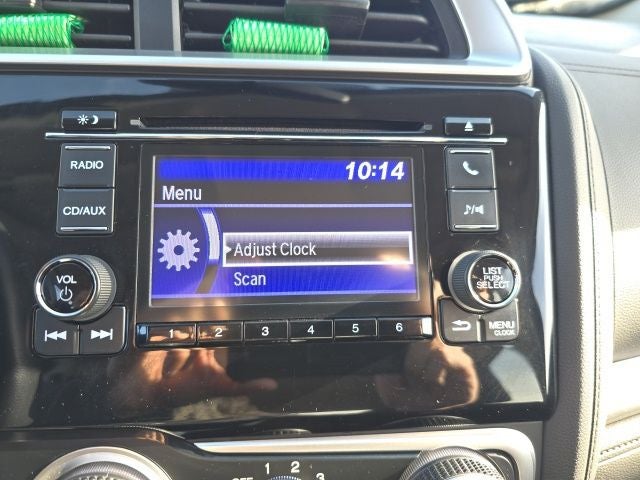 10:14
Menu
RADIO
Adjust Clock
CD/AUX
Scan
VOL
LIST
PUSH
SELECT
1 2 3 4 5 6
MENU
CLOCK
OFF 1 2 3